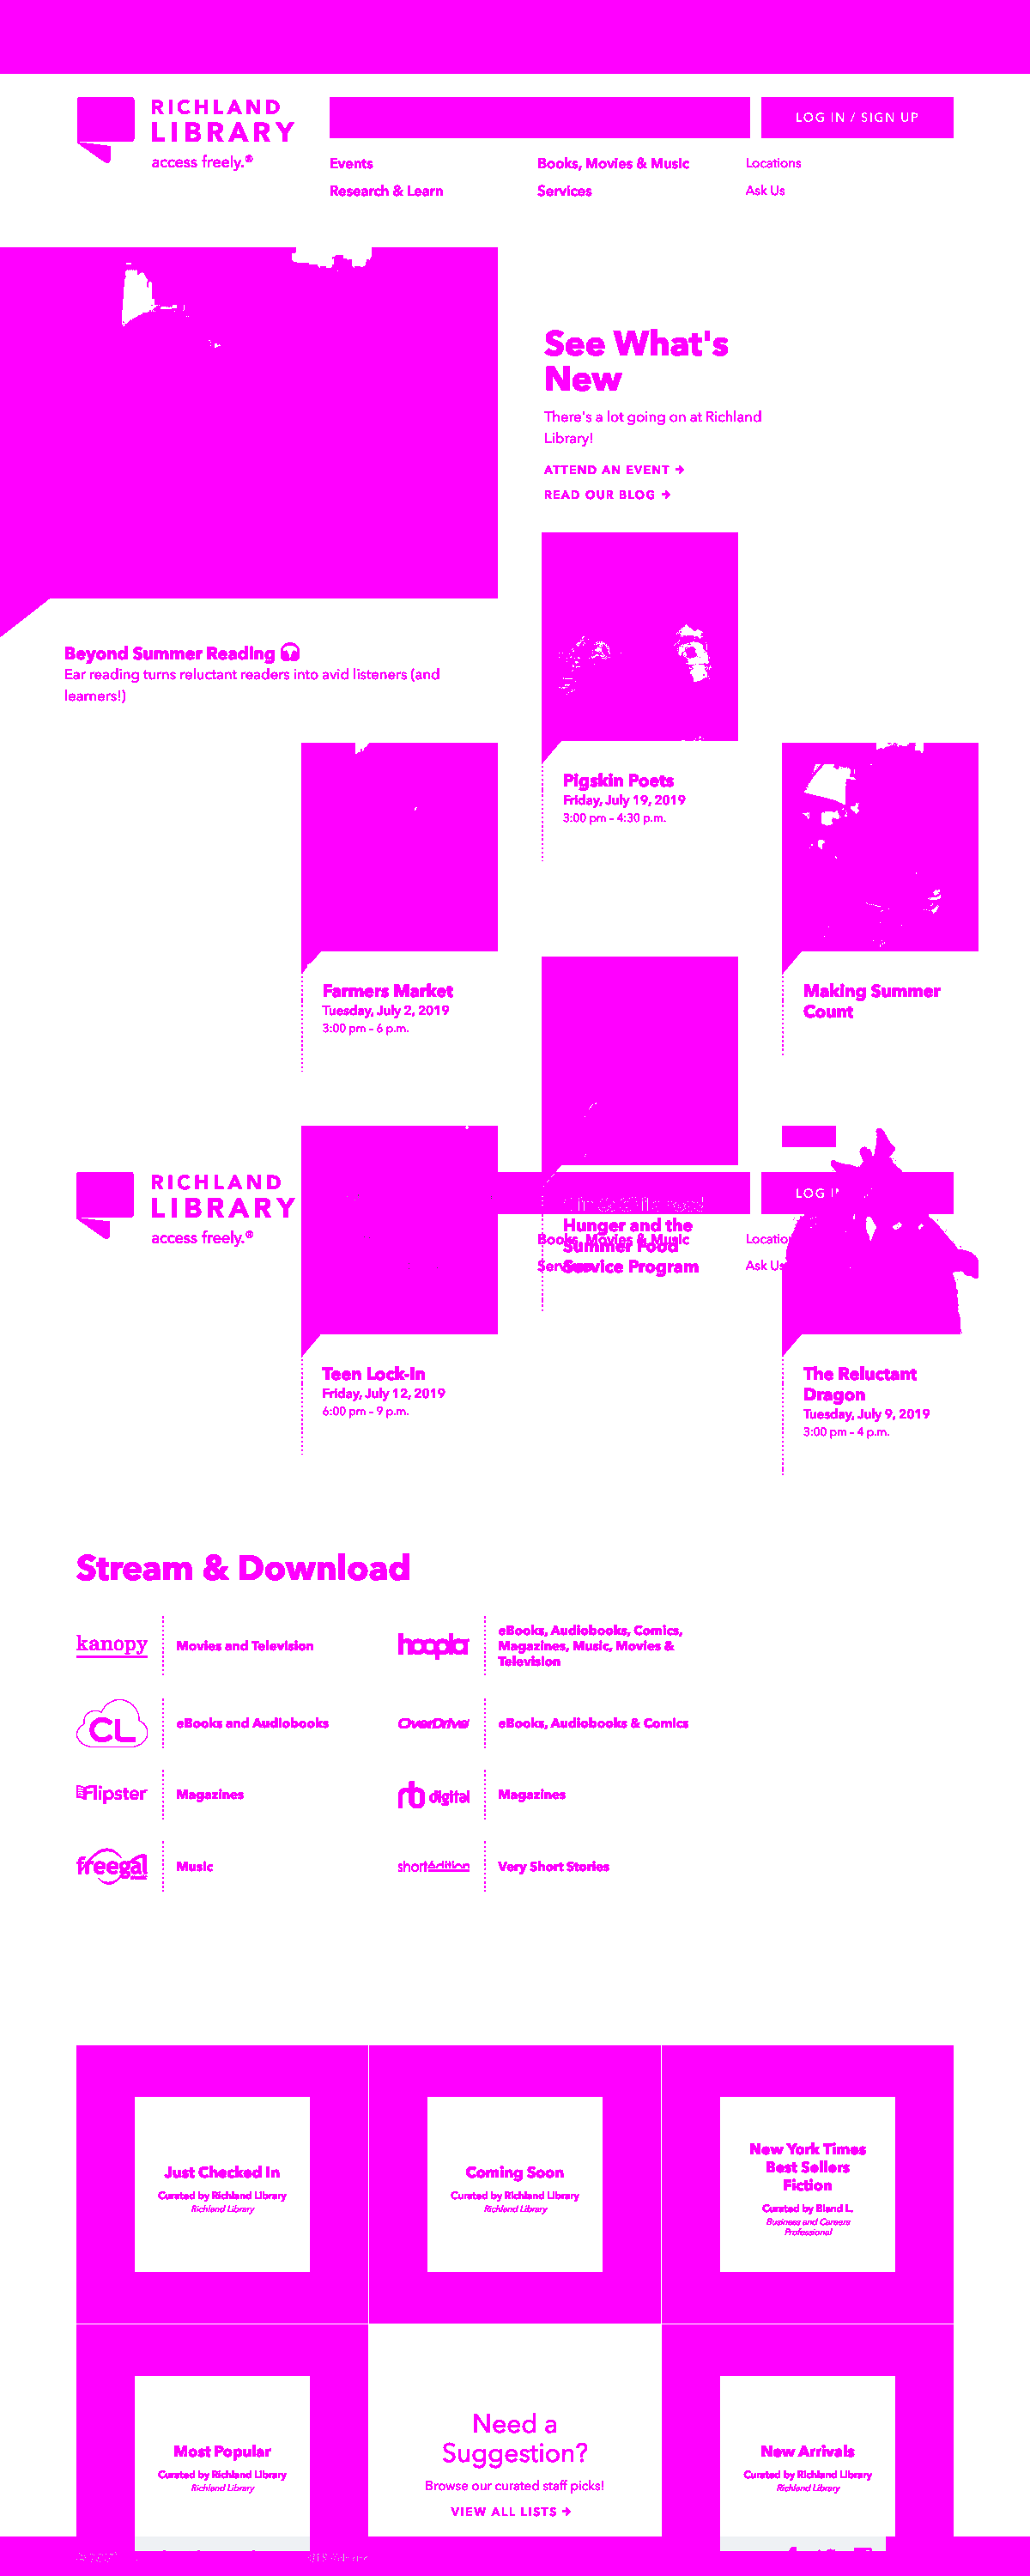 RICHLAND
LIBRARY
access freely.®
LOG IN / SIGN UP
Events
Books, Movies & Music
Locations
Research & Learn
Services
Ask Us
See What's
New
There's a lot going on at Richland
Library!
ATTEND AN EVENT →
READ OUR BLOG →
Beyond Summer Reading
Ear reading turns reluctant readers into avid listeners (and
learners!)
Pigskin Poets
Friday, July 19, 2019
3:00 pm - 4:30 p.m.
Farmers Market
Tuesday, July 2, 2019
3:00 pm - 6 p.m.
Making Summer
Count
RICHLAND
LIBRARY
access freely.®
LOG I
Hunger and the
Books, Movies & Music
Summer Food
Service Program
Ask Us
Teen Lock-In
Friday, July 12, 2019
6:00 pm - 9 p.m.
The Reluctant
Dragon
Tuesday, July 9, 2019
3:00 pm - 4 p.m.
Stream & Download
kanopy
Movies and Television
hoopla
eBooks, Audiobooks, Comics,
Magazines, Music, Movies &
Television
CL
eBooks and Audiobooks
OverDrive
eBooks, Audiobooks & Comics
Flipster
Magazines
rb digital
Magazines
freegal
Music
short édition
Very Short Stories
Just Checked In
Curated by Richland Library
Richland Library
Coming Soon
Curated by Richland Library
Richland Library
New York Times
Best Sellers
Fiction
Curated by Bland L.
Business and Careers
Professional
Most Popular
Curated by Richland Library
Richland Library
Need a
Suggestion?
Browse our curated staff picks!
VIEW ALL LISTS →
New Arrivals
Curated by Richland Library
Richland Library